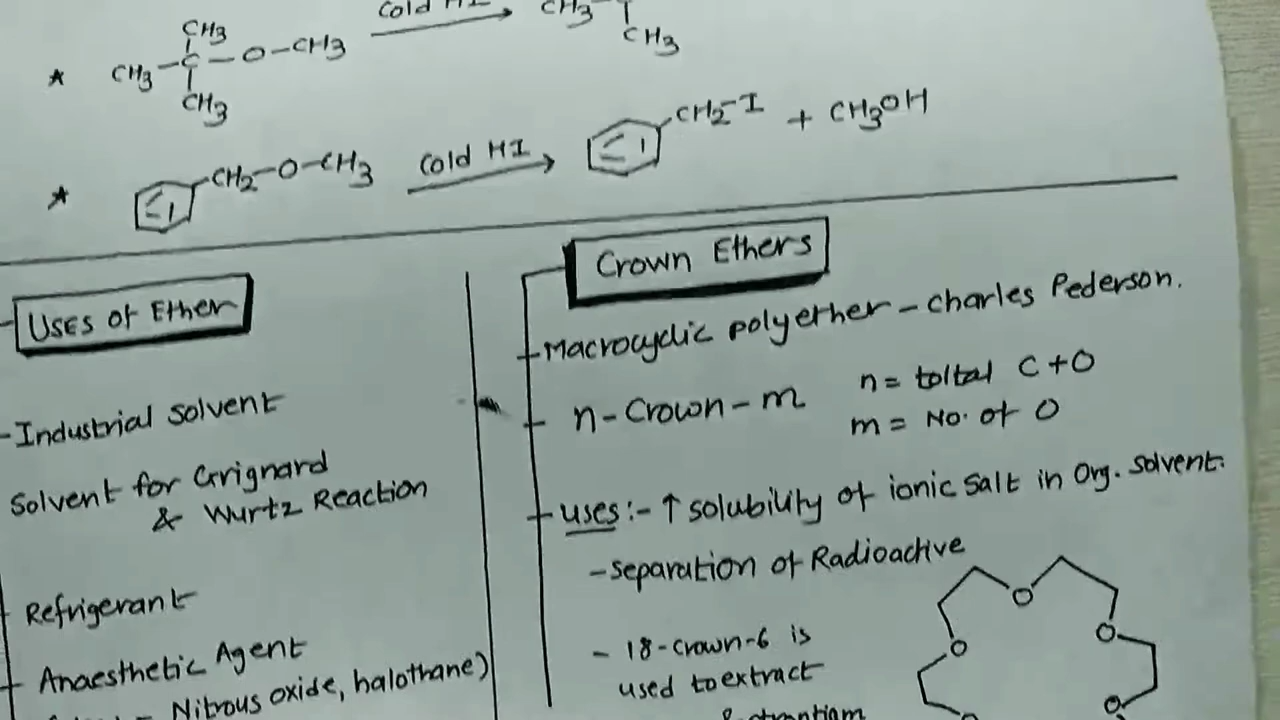 CH3
Cold HI
CH3
CH3
★ CH3-C-O-CH3
CH3
★ CH2-O-CH3 Cold HI CH2-I + CH3OH
Uses of Ether
-Industrial solvent
Solvent for Grignard
& Wurtz Reaction
Refrigerant
Anaesthetic Agent
Nitrous oxide, halothane)
Crown Ethers
Macrocyclic polyether - charles Pederson.
n-Crown-m
n = toltal C+O
m = No. of O
uses:- ↑ solubility of ionic salt in Org. solvent.
-separation of Radioactive
- 18-crown-6 is
used to extract
O
O
O
O